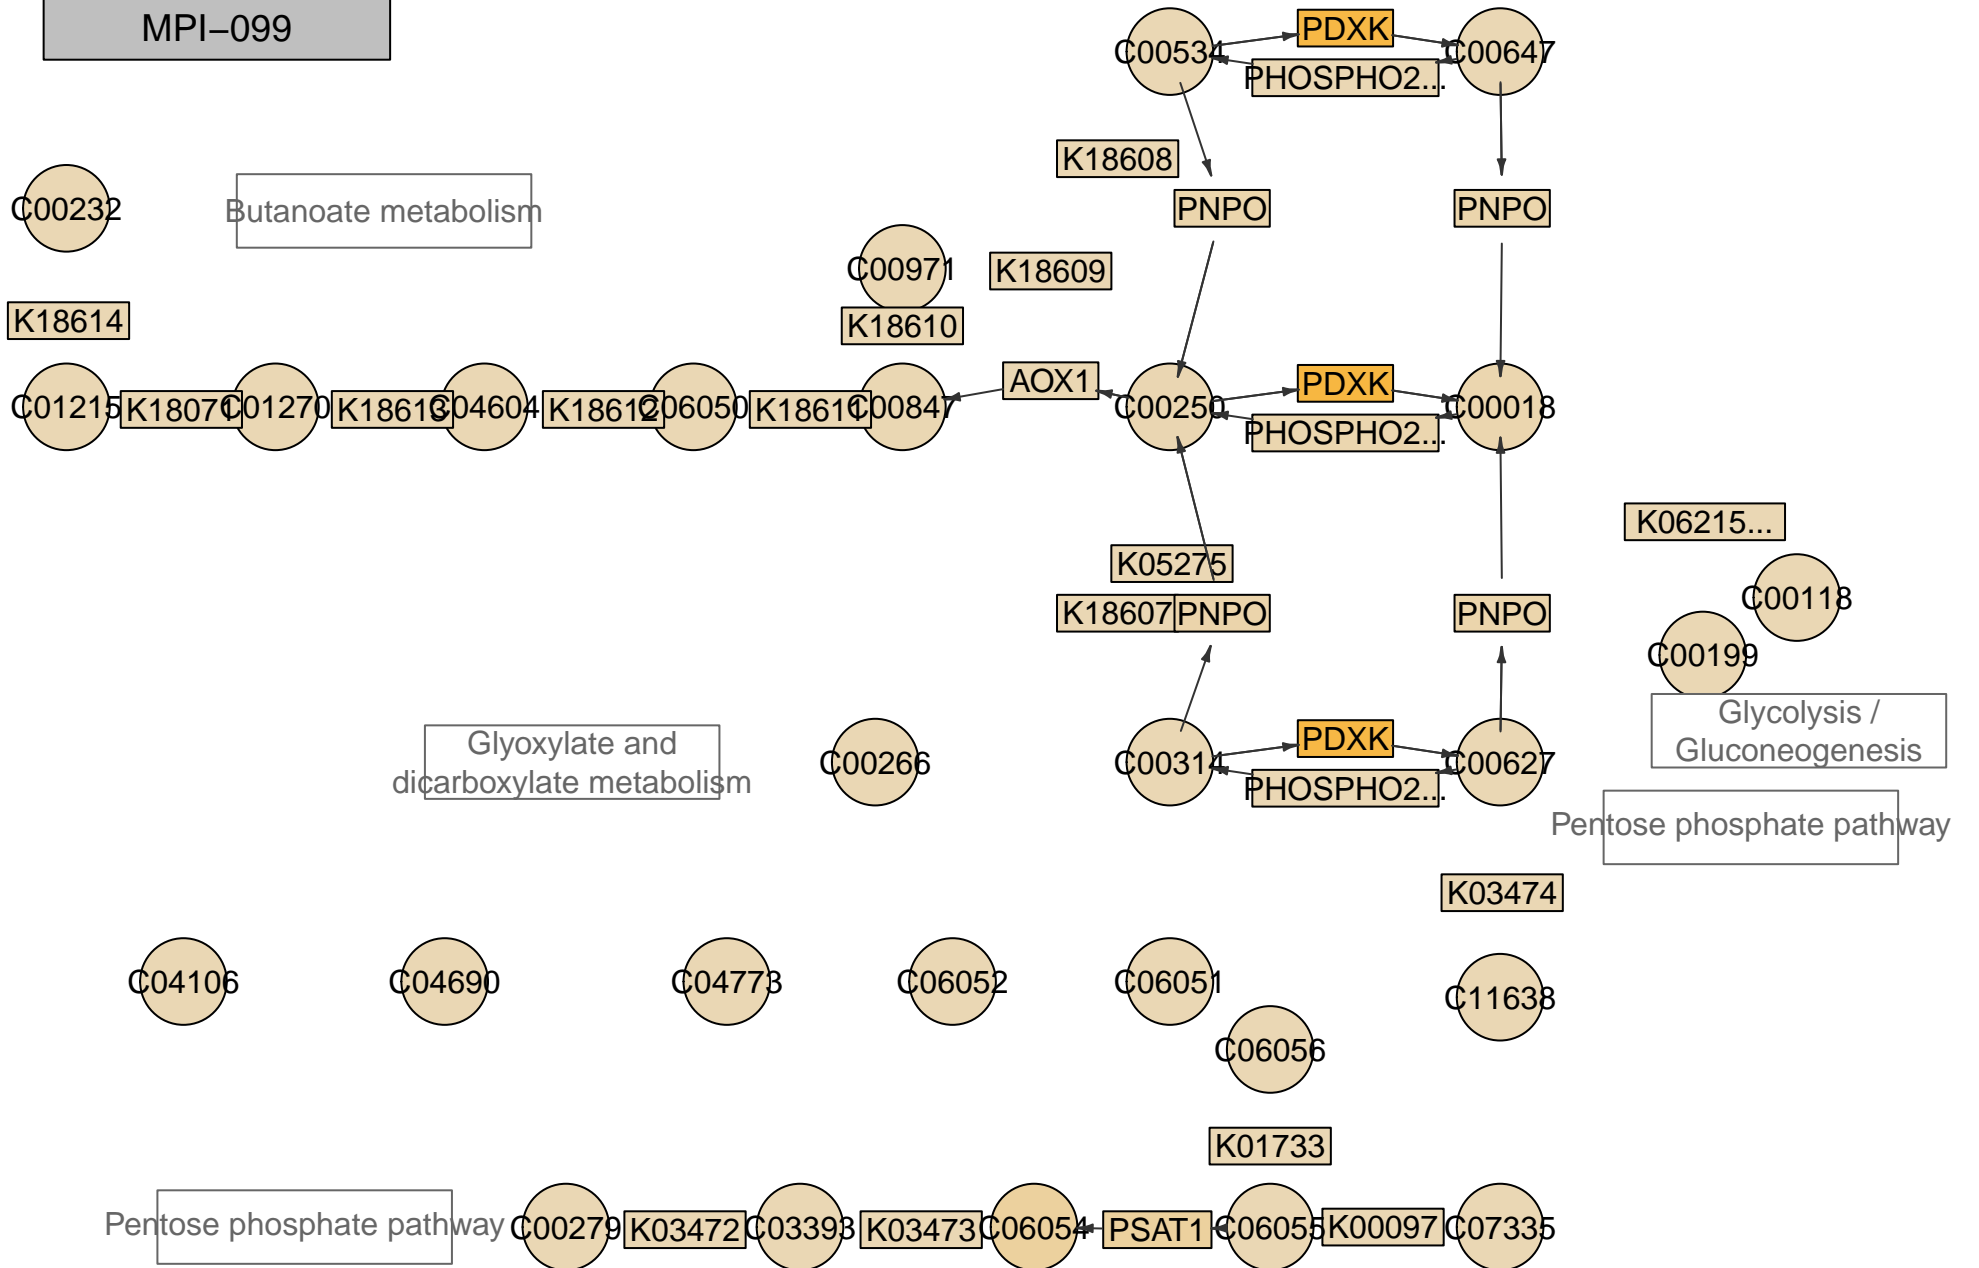 MPI–099
C00534
PDXK
C00647
PHOSPHO2...
K18608
C00232
Butanoate metabolism
PNPO
PNPO
C00971
K18609
K18614
K18610
C01215
K18071
C01270
K18613
C04604
K18612
C06050
K18611
C00847
AOX1
C00250
PDXK
PHOSPHO2...
C00018
K06215...
K05275
C00118
K18607
PNPO
PNPO
C00199
Glycolysis /
Gluconeogenesis
Glyoxylate and
dicarboxylate metabolism
C00266
C00314
PDXK
PHOSPHO2...
C00627
Pentose phosphate pathway
K03474
C04106
C04690
C04773
C06052
C06051
C11638
C06056
K01733
Pentose phosphate pathway
C00279
K03472
C03393
K03473
C06054
PSAT1
C06055
K00097
C07335